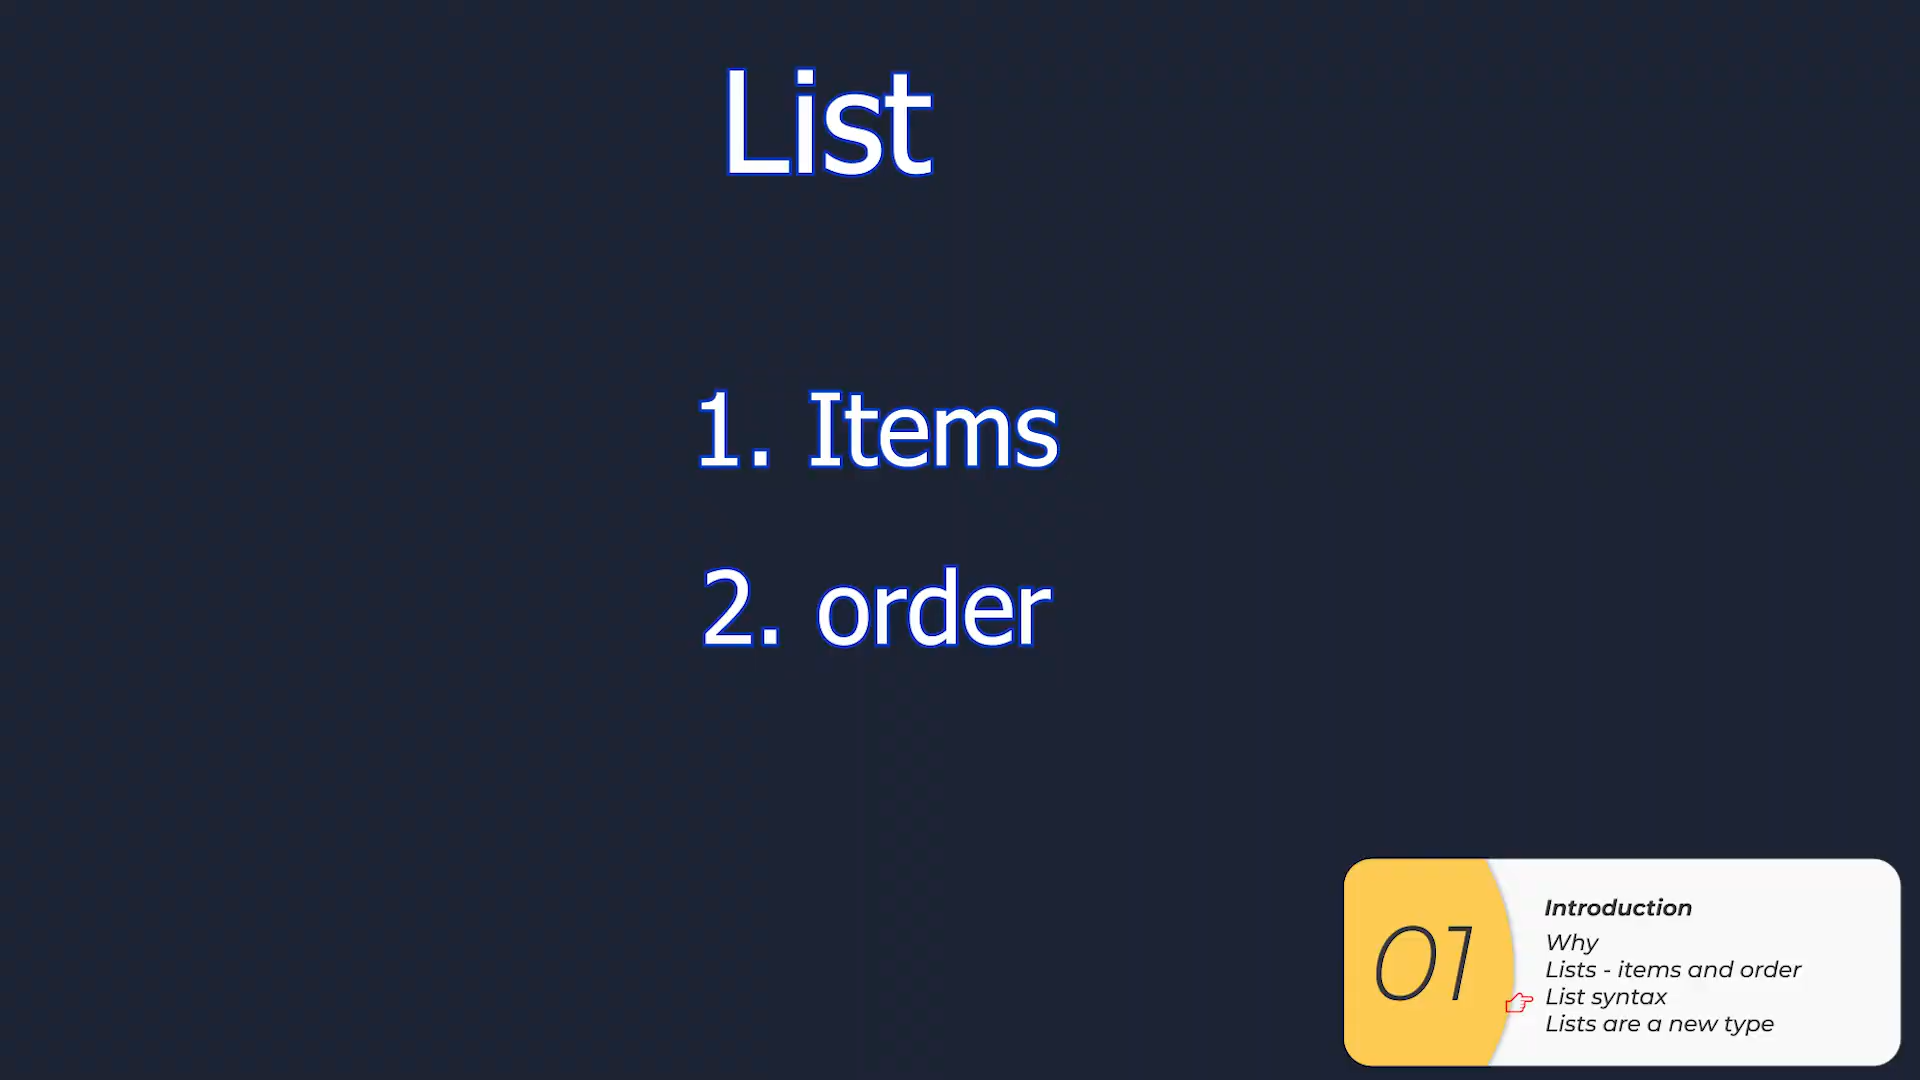 List
1. Items
2. order
01
Introduction
Why
Lists - items and order
List syntax
Lists are a new type